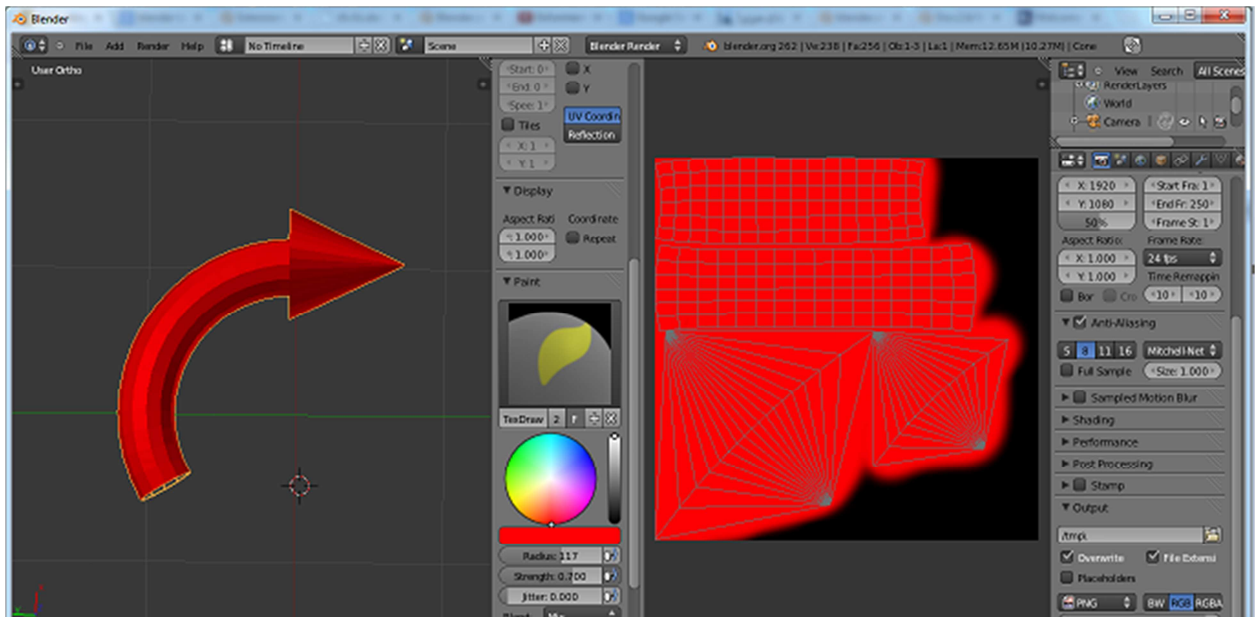 Blender
File Add Render Help No Timeline Scene Blender Render blender.org 262 | Ve:238 | Fa:256 | Ob:1-3 | La:1 | Mem:12.65M (10.27M) | Cone
User Ortho
Start: 0
End: 0
Spee: 1
Tiles
X: 1
Y: 1
X
Y
UV Coordin
Reflection
Display
Aspect Rati Coordinate
1.000
1.000
Repeat
Paint
TexDraw 2 F
Radius: 117
Strength: 0.700
Jitter: 0.000
View Search All Scenes
RenderLayers
World
Camera
X: 1920 Start Fra: 1
Y: 1080 End Fr: 250
50% Frame St: 1
Aspect Ratio: Frame Rate:
X: 1.000 24 fps
Y: 1.000 Time Remappin
Bor Cro 10 10
Anti-Aliasing
5 8 11 16 Mitchell-Net
Full Sample Size: 1.000
Sampled Motion Blur
Shading
Performance
Post Processing
Stamp
Output
/tmp\
Overwrite File Extensi
Placeholders
PNG BW RGB RGBA